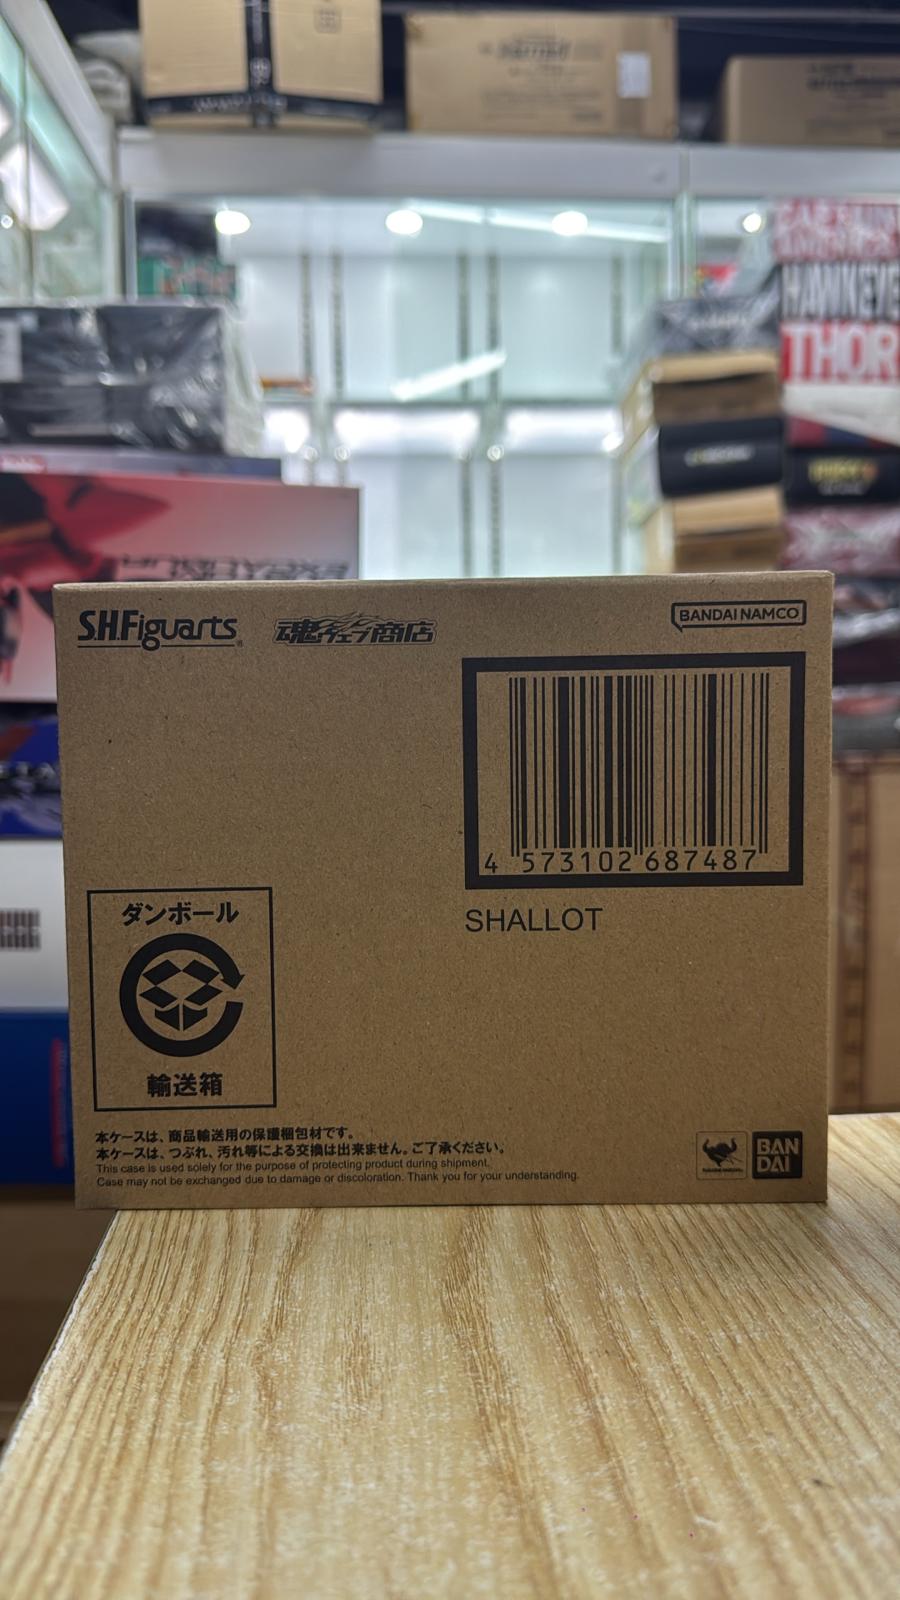 HAWKEYE
THOR
S.H.Figuarts
魂ウェブ商店
BANDAI NAMCO
4 573102 687487
SHALLOT
ダンボール
輸送箱
本ケースは、商品輸送用の保護梱包材です。
本ケースは、つぶれ、汚れ等による交換は出来ません。ご了承ください。
This case is used solely for the purpose of protecting product during shipment.
Case may not be exchanged due to damage or discoloration. Thank you for your understanding.
BAN
DAI